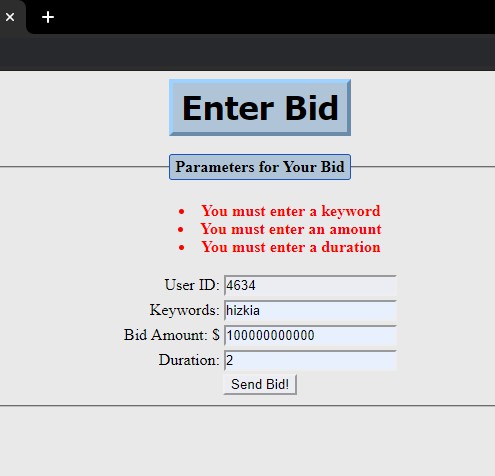 Enter Bid
Parameters for Your Bid
• You must enter a keyword
• You must enter an amount
• You must enter a duration
User ID: 4634
Keywords: hizkia
Bid Amount: $ 100000000000
Duration: 2
Send Bid!